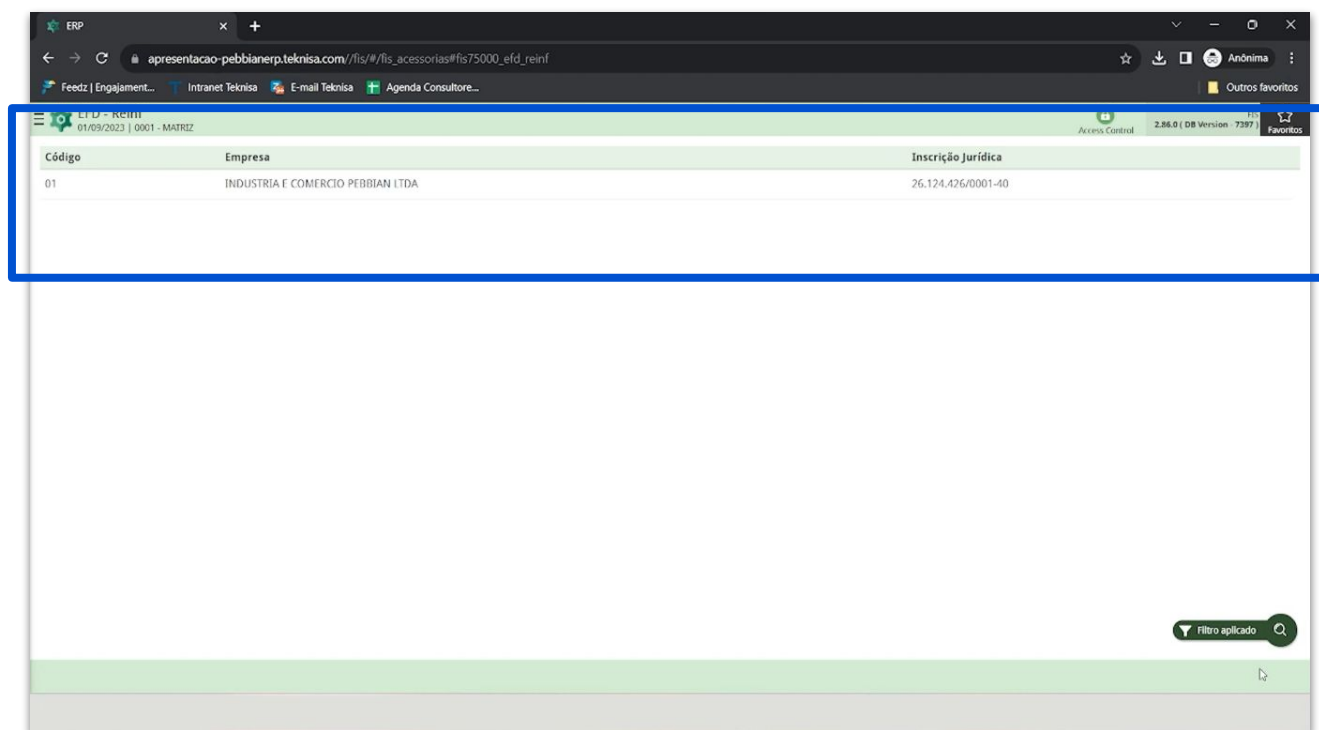 ERP
apresentacao-pebbianerp.teknisa.com//fis/#/fis_acessorias#fis75000_efd_reinf
Anônima
Feedz | Engajament... Intranet Teknisa E-mail Teknisa Agenda Consultore... Outros favoritos
EFD - Reinf FIS
01/09/2023 | 0001 - MATRIZ Access Control 2.86.0 ( DB Version - 7397 ) Favoritos
Código Empresa Inscrição Jurídica
01 INDUSTRIA E COMERCIO PEBBIAN LTDA 26.124.426/0001-40
Filtro aplicado